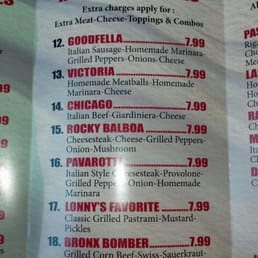 Extra charges apply for :
Extra Meat-Cheese-Toppings & Combos
12. GOODFELLA 7.99
Italian Sausage-Homemade Marinara-
Grilled Peppers-Onions-Cheese
13. VICTORIA 7.99
Homemade Meatballs-Homemade
Marinara-Cheese
14. CHICAGO 7.99
Italian Beef-Giardiniera-Cheese
15. ROCKY BALBOA 7.99
Cheesesteak-Cheese-Grilled Peppers-
Onion-Mushroom
16. PAVAROTTI 7.99
Italian Style Cheesesteak-Provolone-
Grilled Peppers-Onion-Homemade
Marinara
17. LONNY'S FAVORITE 7.99
Classic Grilled Pastrami-Mustard-
Pickles
18. BRONX BOMBER 7.99
Grilled Corn Beef-Swiss-Sauerkraut-